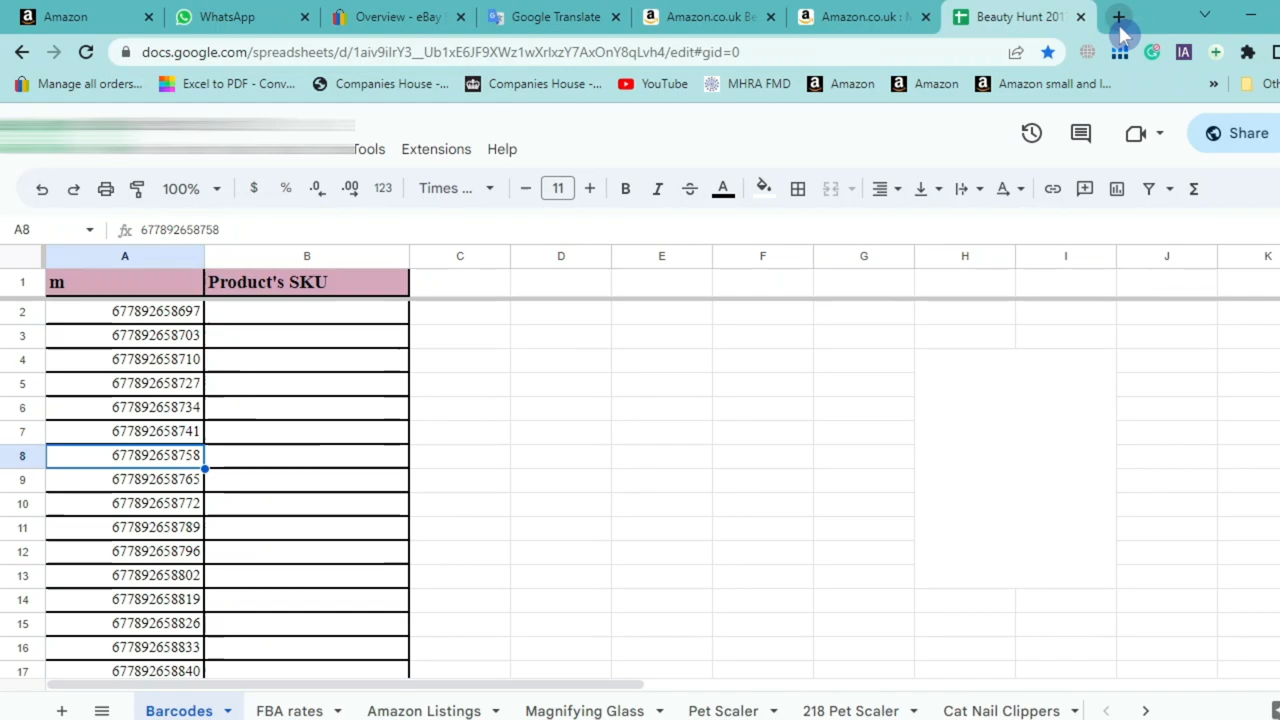 Amazon
WhatsApp
Overview - eBay
Google Translate
Amazon.co.uk Be
Amazon.co.uk : M
Beauty Hunt 201
docs.google.com/spreadsheets/d/1aiv9iIrY3__Ub1xE6JF9XWz1wXrIxzY7AxOnY8qLvh4/edit#gid=0
Manage all orders...
Excel to PDF - Conv...
Companies House -...
Companies House -...
YouTube
MHRA FMD
Amazon
Amazon
Amazon small and l...
Oth
Tools Extensions Help
Share
100% $ % .0 .00 123 Times ... 11 B I A Σ
A8 fx 677892658758
A B C D E F G H I J K
1 m Product's SKU
2 677892658697
3 677892658703
4 677892658710
5 677892658727
6 677892658734
7 677892658741
8 677892658758
9 677892658765
10 677892658772
11 677892658789
12 677892658796
13 677892658802
14 677892658819
15 677892658826
16 677892658833
17 677892658840
Barcodes FBA rates Amazon Listings Magnifying Glass Pet Scaler 218 Pet Scaler Cat Nail Clippers